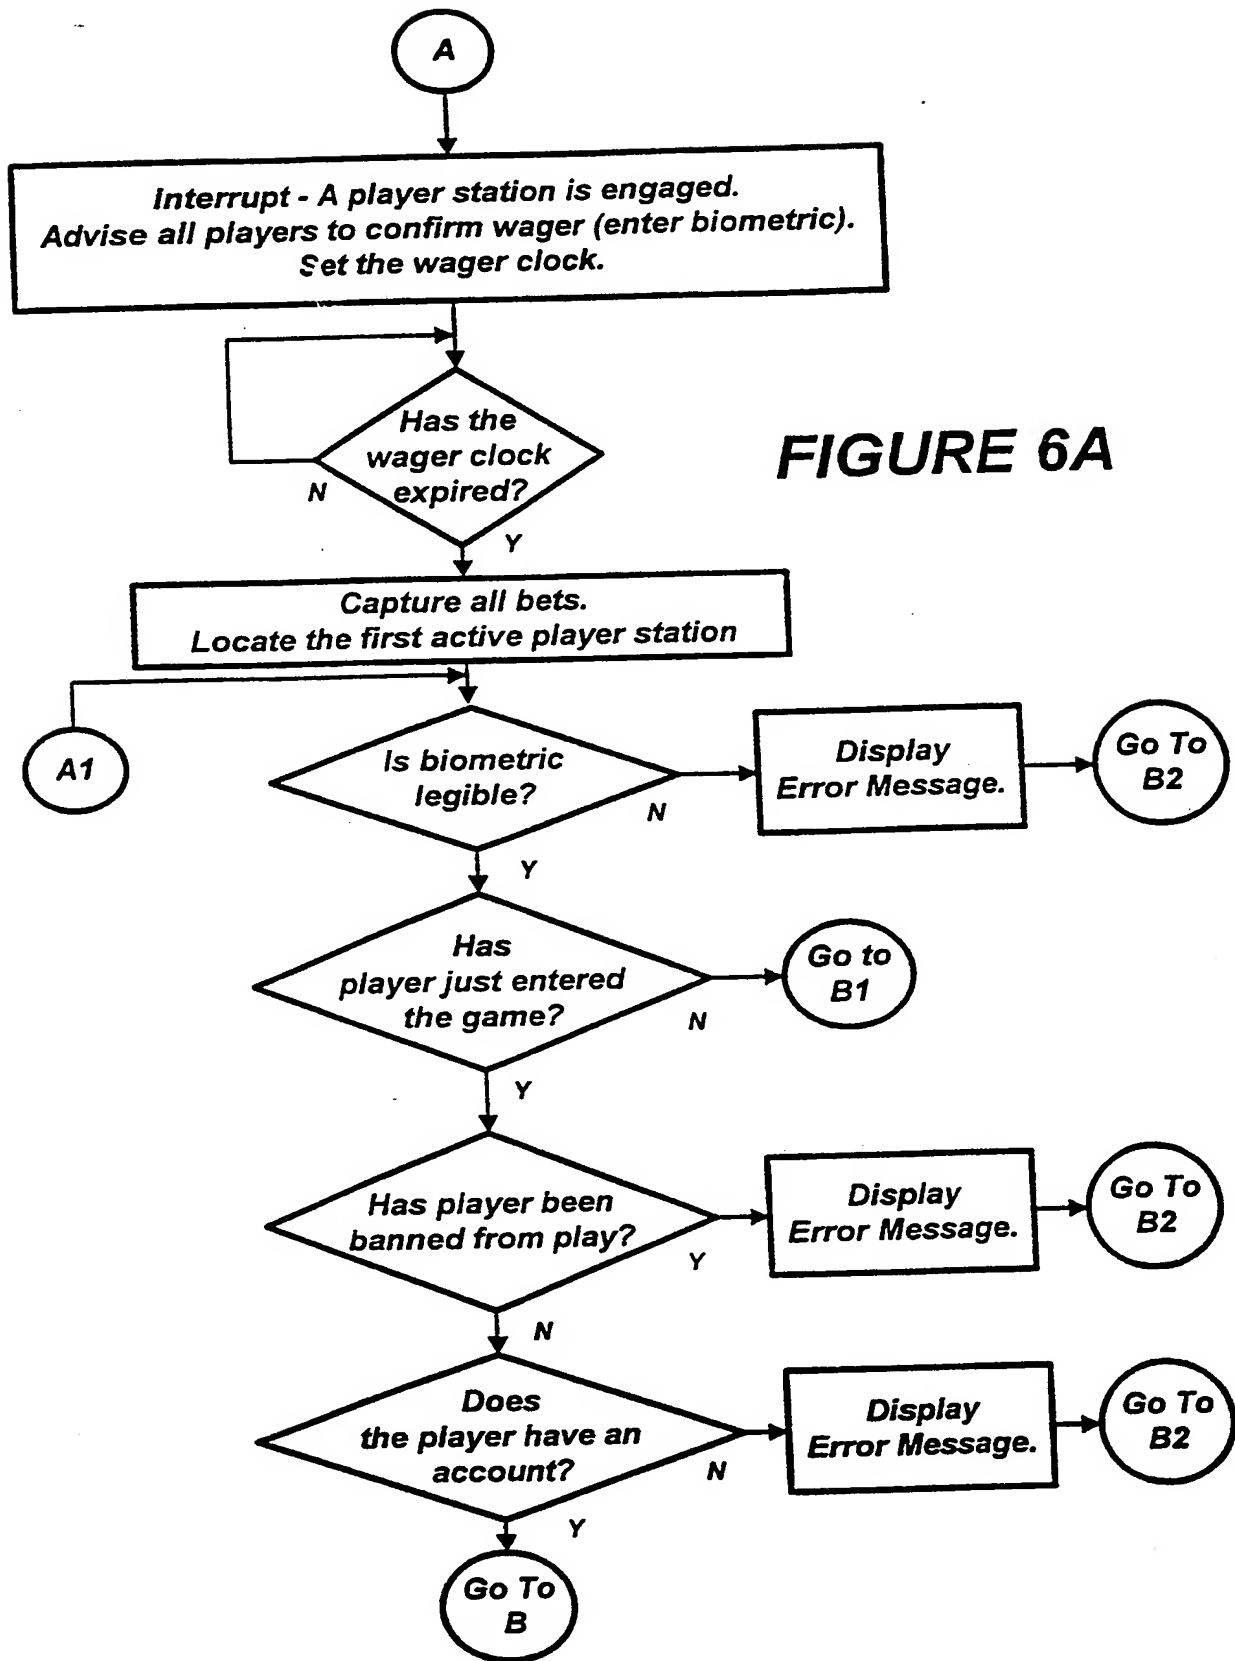 A
Interrupt - A player station is engaged.
Advise all players to confirm wager (enter biometric).
Set the wager clock.
Has the
wager clock
expired?
N
Y
FIGURE 6A
Capture all bets.
Locate the first active player station
A1
Is biometric
legible?
N
Y
Display
Error Message.
Go To
B2
Has
player just entered
the game?
N
Y
Go to
B1
Has player been
banned from play?
Y
N
Display
Error Message.
Go To
B2
Does
the player have an
account?
N
Y
Display
Error Message.
Go To
B2
Go To
B